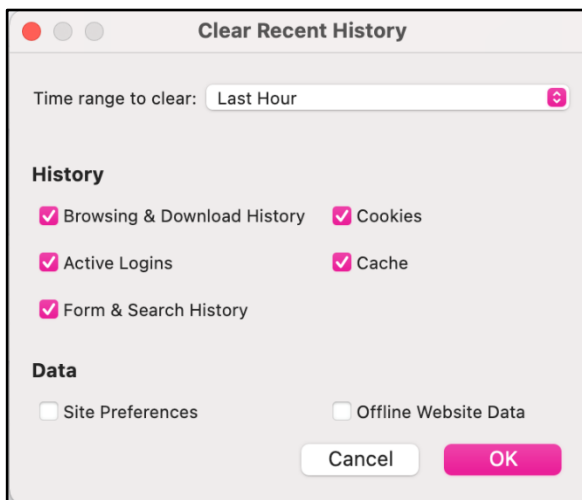 Clear Recent History
Time range to clear: Last Hour
History
Browsing & Download History Cookies
Active Logins Cache
Form & Search History
Data
Site Preferences Offline Website Data
Cancel OK